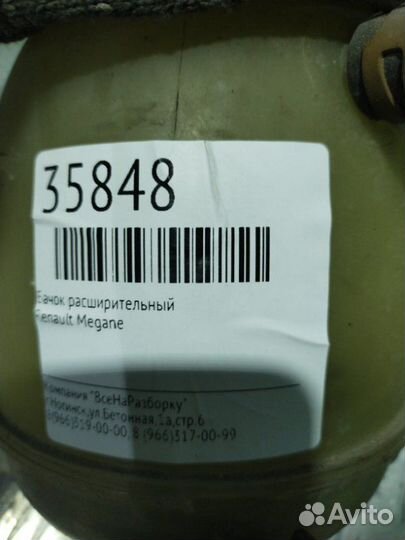 35848
Бачок расширительный
Renault Megane
Компания "ВсеНаРазборку"
г.Ногинск,ул.Бетонная,1а,стр.6
8(966)319-00-00, 8 (966)317-00-99
Avito